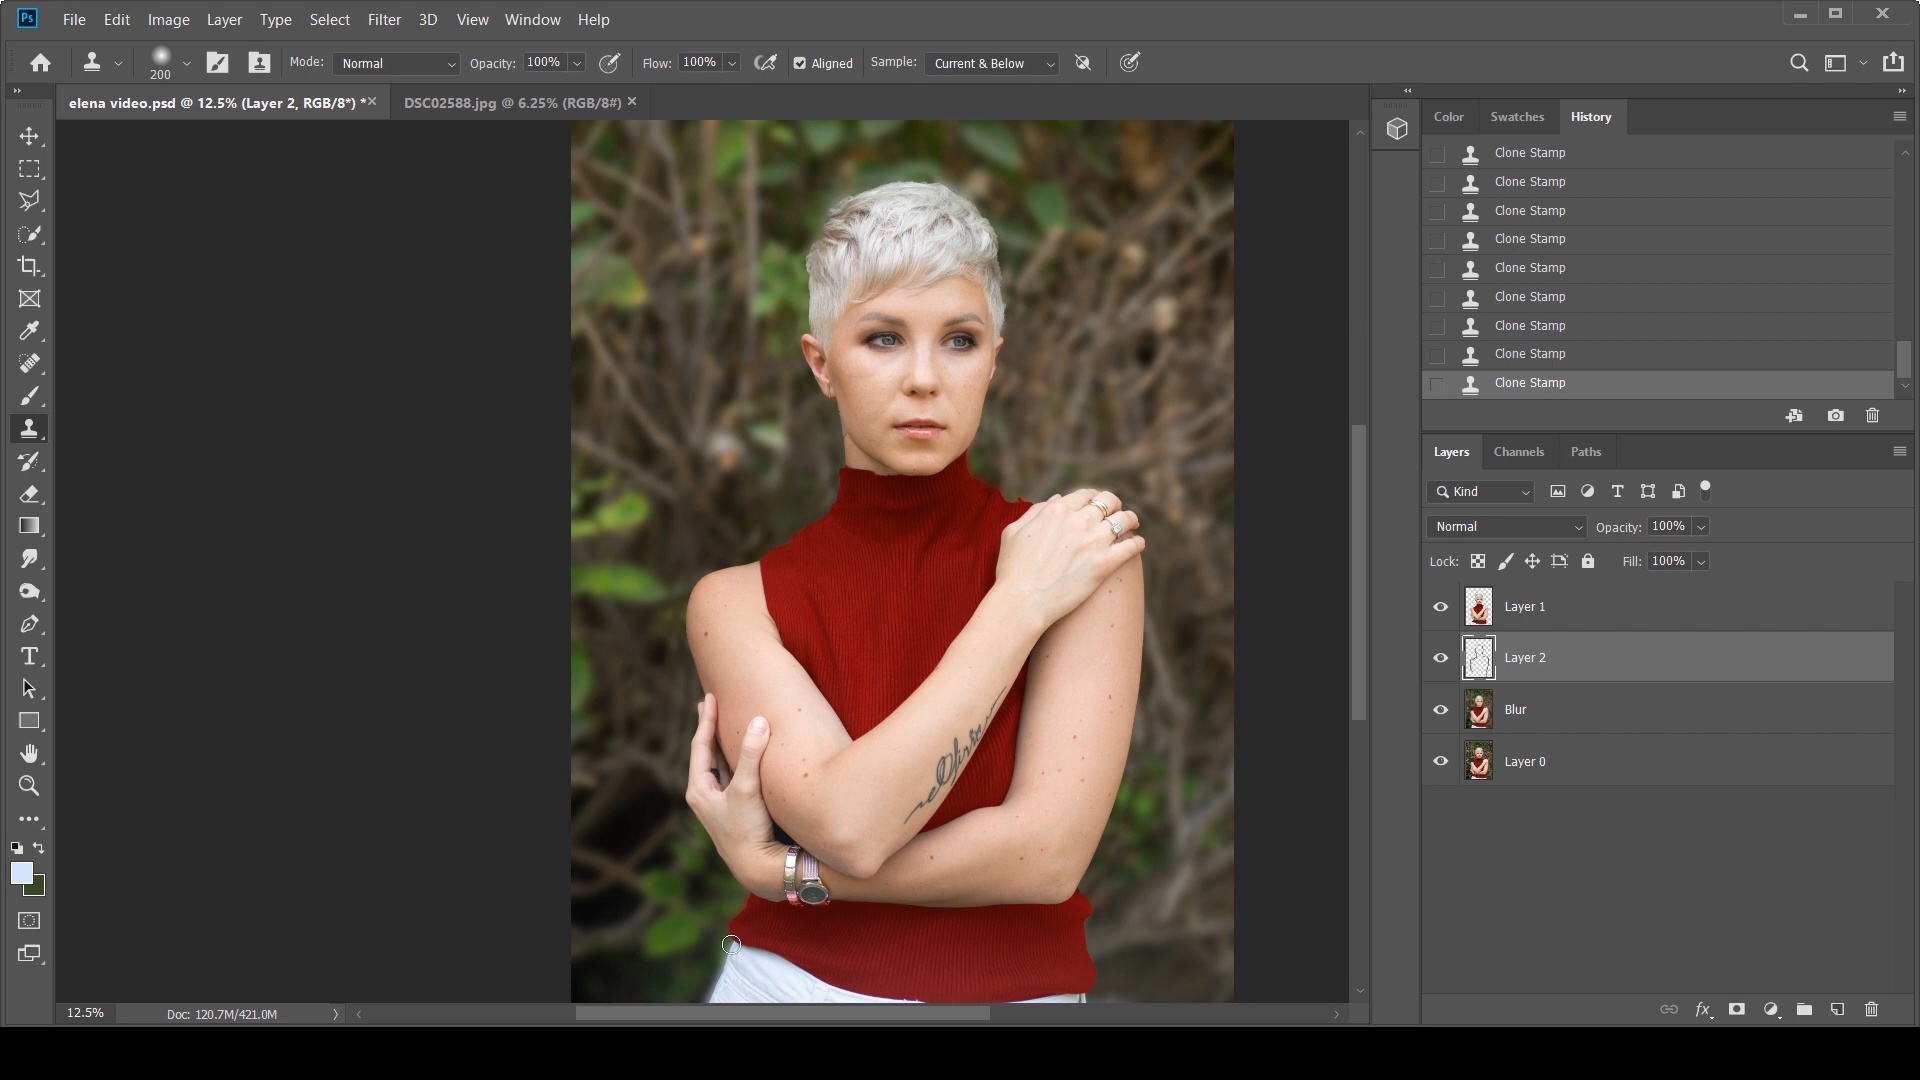 Ps File Edit Image Layer Type Select Filter 3D View Window Help
200 Mode: Normal Opacity: 100% Flow: 100% Aligned Sample: Current & Below
elena video.psd @ 12.5% (Layer 2, RGB/8*) * DSC02588.jpg @ 6.25% (RGB/8#)
Color Swatches History
Clone Stamp
Clone Stamp
Clone Stamp
Clone Stamp
Clone Stamp
Clone Stamp
Clone Stamp
Clone Stamp
Clone Stamp
Layers Channels Paths
Kind
Normal Opacity: 100%
Lock: Fill: 100%
Layer 1
Layer 2
Blur
Layer 0
12.5% Doc: 120.7M/421.0M
fx